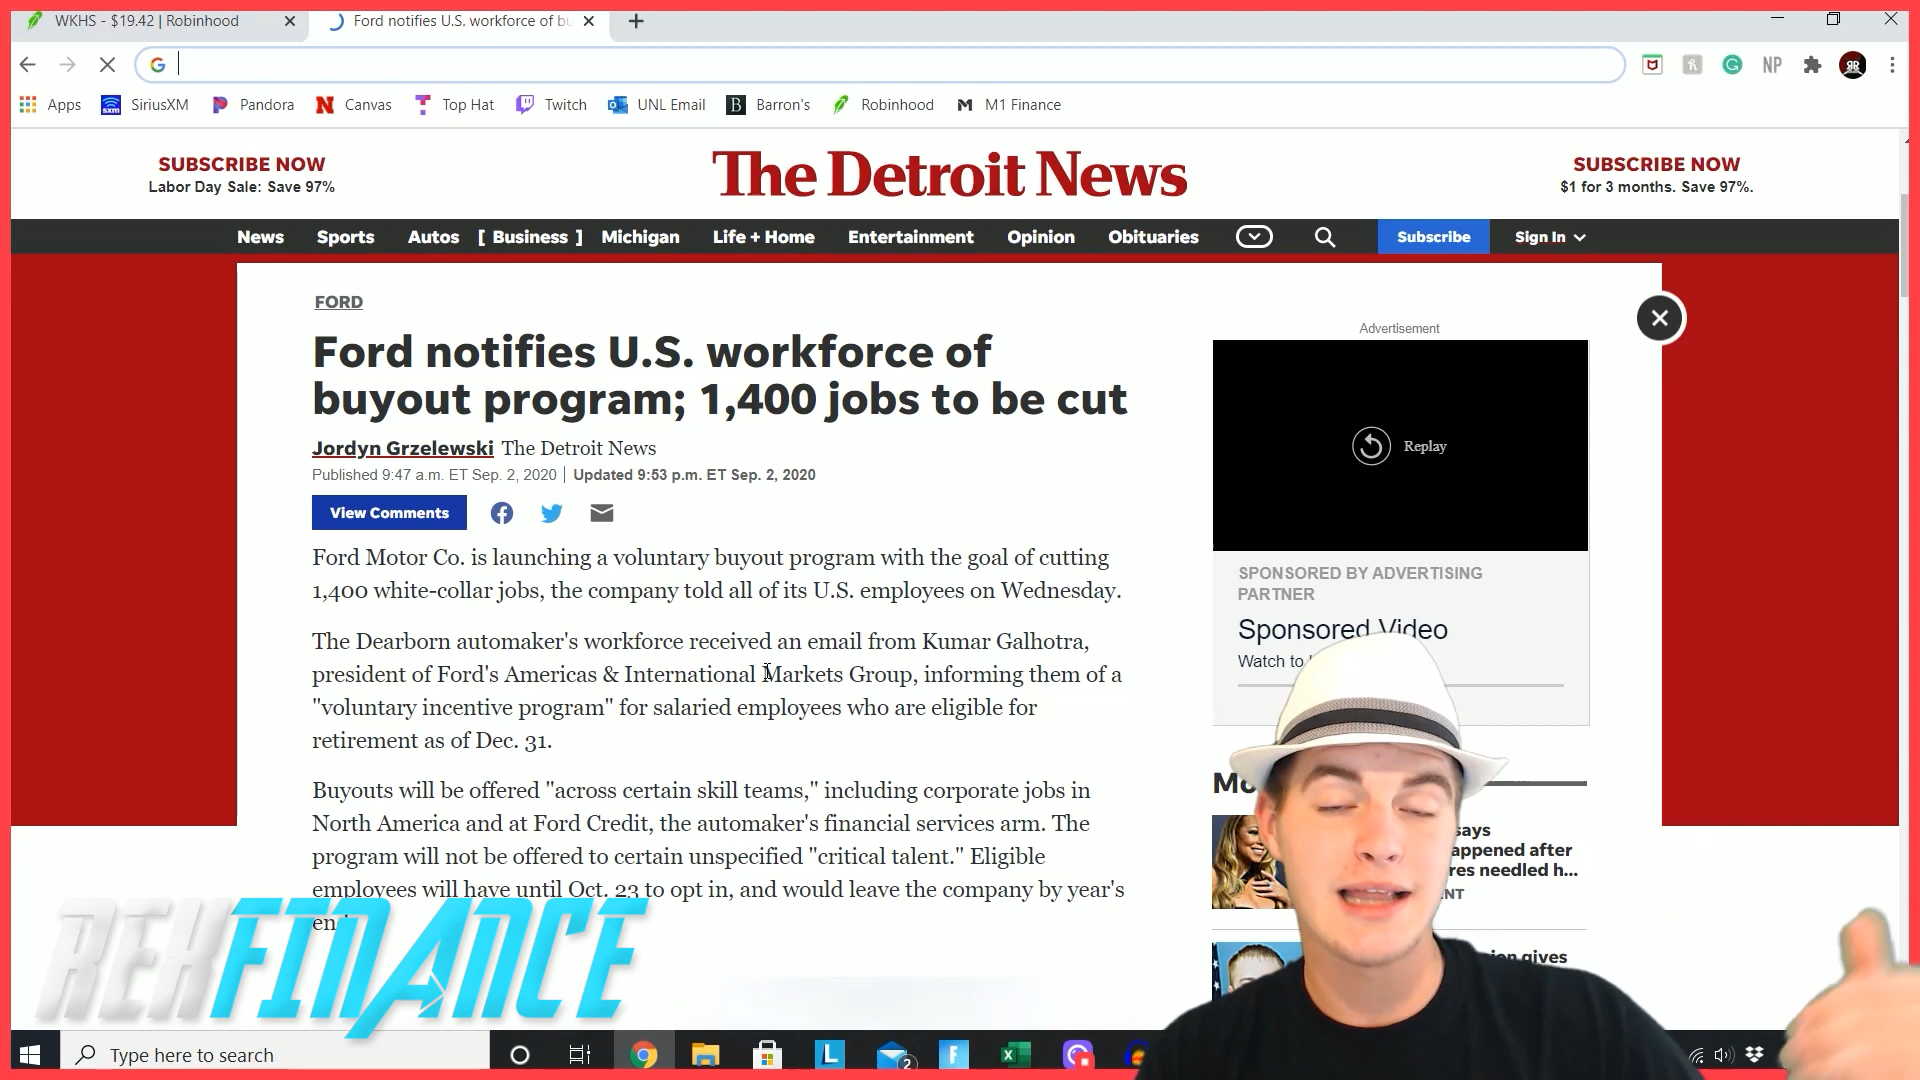 WKHS - $19.42 | Robinhood
Ford notifies U.S. workforce of bu
Apps
SiriusXM
Pandora
Canvas
Top Hat
Twitch
UNL Email
Barron's
Robinhood
M1 Finance
NP
SUBSCRIBE NOW
Labor Day Sale: Save 97%
The Detroit News
SUBSCRIBE NOW
$1 for 3 months. Save 97%.
News Sports Autos [ Business ] Michigan Life + Home Entertainment Opinion Obituaries Subscribe Sign In
FORD
Ford notifies U.S. workforce of
buyout program; 1,400 jobs to be cut
Jordyn Grzelewski The Detroit News
Published 9:47 a.m. ET Sep. 2, 2020 | Updated 9:53 p.m. ET Sep. 2, 2020
View Comments
Ford Motor Co. is launching a voluntary buyout program with the goal of cutting
1,400 white-collar jobs, the company told all of its U.S. employees on Wednesday.
The Dearborn automaker's workforce received an email from Kumar Galhotra,
president of Ford's Americas & International Markets Group, informing them of a
"voluntary incentive program" for salaried employees who are eligible for
retirement as of Dec. 31.
Buyouts will be offered "across certain skill teams," including corporate jobs in
North America and at Ford Credit, the automaker's financial services arm. The
program will not be offered to certain unspecified "critical talent." Eligible
employees will have until Oct. 23 to opt in, and would leave the company by year's
Advertisement
Replay
SPONSORED BY ADVERTISING
PARTNER
Sponsored Video
Watch to
says
appened after
res needled h...
NT
ion gives
REXFINANCE
Type here to search
2